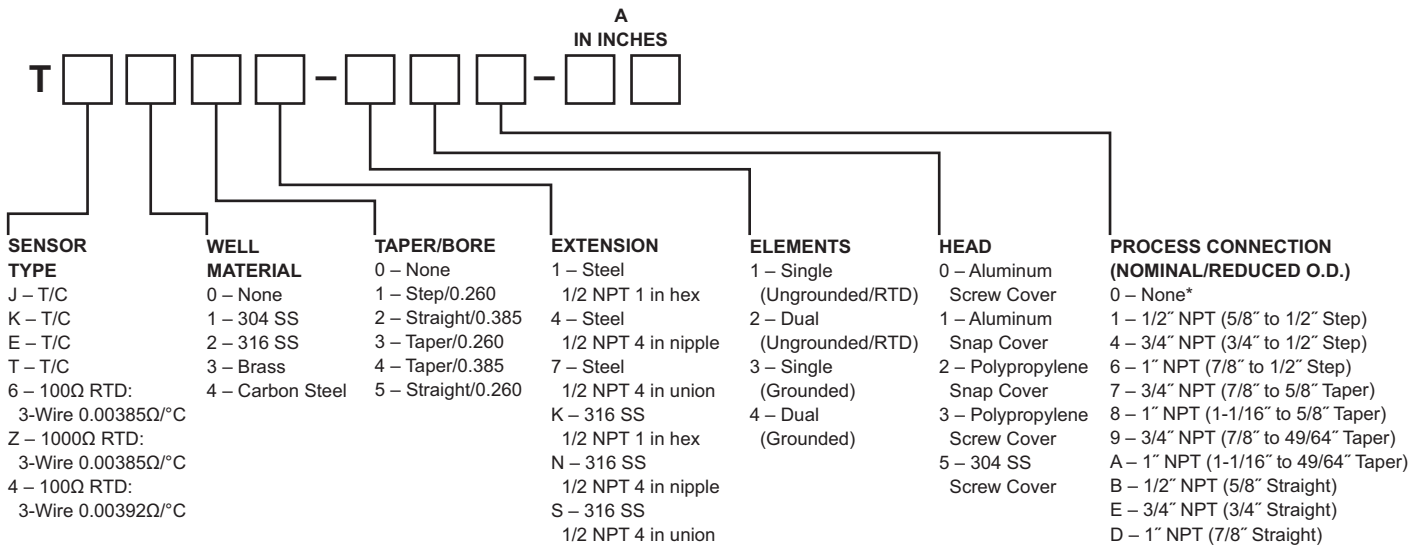 A
IN INCHES
T – –
SENSOR
TYPE
J – T/C
K – T/C
E – T/C
T – T/C
6 – 100Ω RTD:
3-Wire 0.00385Ω/°C
Z – 1000Ω RTD:
3-Wire 0.00385Ω/°C
4 – 100Ω RTD:
3-Wire 0.00392Ω/°C
WELL
MATERIAL
0 – None
1 – 304 SS
2 – 316 SS
3 – Brass
4 – Carbon Steel
TAPER/BORE
0 – None
1 – Step/0.260
2 – Straight/0.385
3 – Taper/0.260
4 – Taper/0.385
5 – Straight/0.260
EXTENSION
1 – Steel
1/2 NPT 1 in hex
4 – Steel
1/2 NPT 4 in nipple
7 – Steel
1/2 NPT 4 in union
K – 316 SS
1/2 NPT 1 in hex
N – 316 SS
1/2 NPT 4 in nipple
S – 316 SS
1/2 NPT 4 in union
ELEMENTS
1 – Single
(Ungrounded/RTD)
2 – Dual
(Ungrounded/RTD)
3 – Single
(Grounded)
4 – Dual
(Grounded)
HEAD
0 – Aluminum
Screw Cover
1 – Aluminum
Snap Cover
2 – Polypropylene
Snap Cover
3 – Polypropylene
Screw Cover
5 – 304 SS
Screw Cover
PROCESS CONNECTION
(NOMINAL/REDUCED O.D.)
0 – None*
1 – 1/2˝ NPT (5/8˝ to 1/2˝ Step)
4 – 3/4˝ NPT (3/4˝ to 1/2˝ Step)
6 – 1˝ NPT (7/8˝ to 1/2˝ Step)
7 – 3/4˝ NPT (7/8˝ to 5/8˝ Taper)
8 – 1˝ NPT (1-1/16˝ to 5/8˝ Taper)
9 – 3/4˝ NPT (7/8˝ to 49/64˝ Taper)
A – 1˝ NPT (1-1/16˝ to 49/64˝ Taper)
B – 1/2˝ NPT (5/8˝ Straight)
E – 3/4˝ NPT (3/4˝ Straight)
D – 1˝ NPT (7/8˝ Straight)